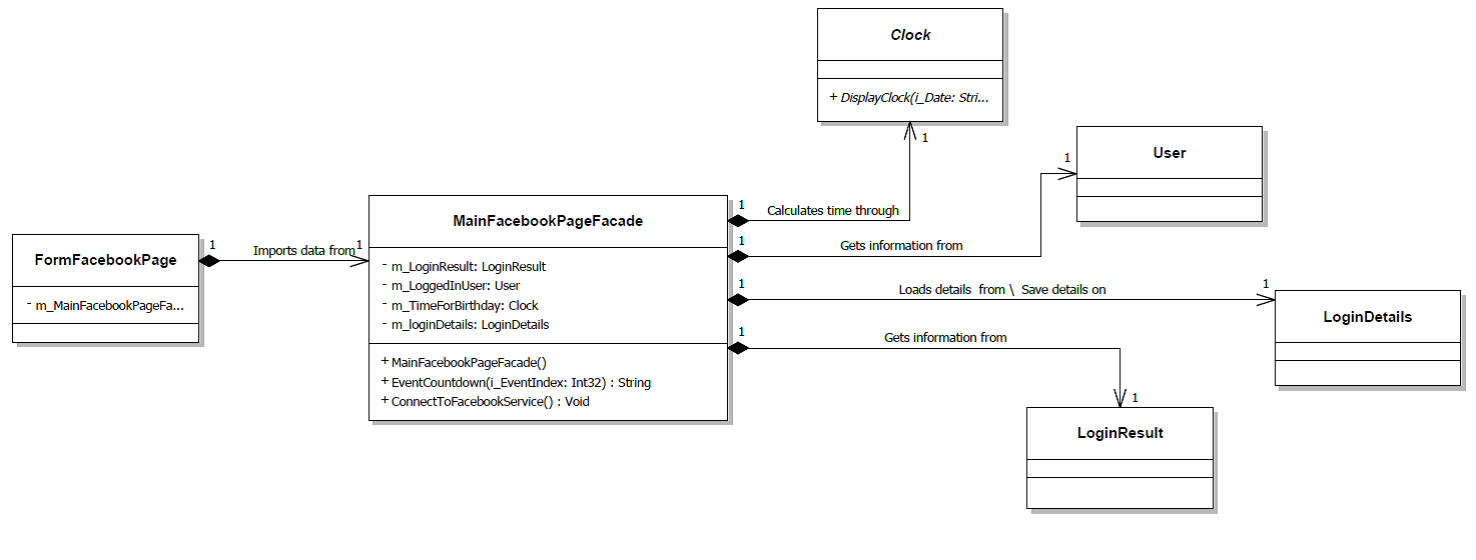 Clock
+ DisplayClock(i_Date: Stri...
1
User
1
MainFacebookPageFacade
- m_LoginResult: LoginResult
- m_LoggedInUser: User
- m_TimeForBirthday: Clock
- m_loginDetails: LoginDetails
+ MainFacebookPageFacade()
+ EventCountdown(i_EventIndex: Int32) : String
+ ConnectToFacebookService() : Void
1
Calculates time through
1
Gets information from
FormFacebookPage
- m_MainFacebookPageFa...
1
Imports data from
1
1
Loads details from \ Save details on
1
LoginDetails
1
Gets information from
1
LoginResult